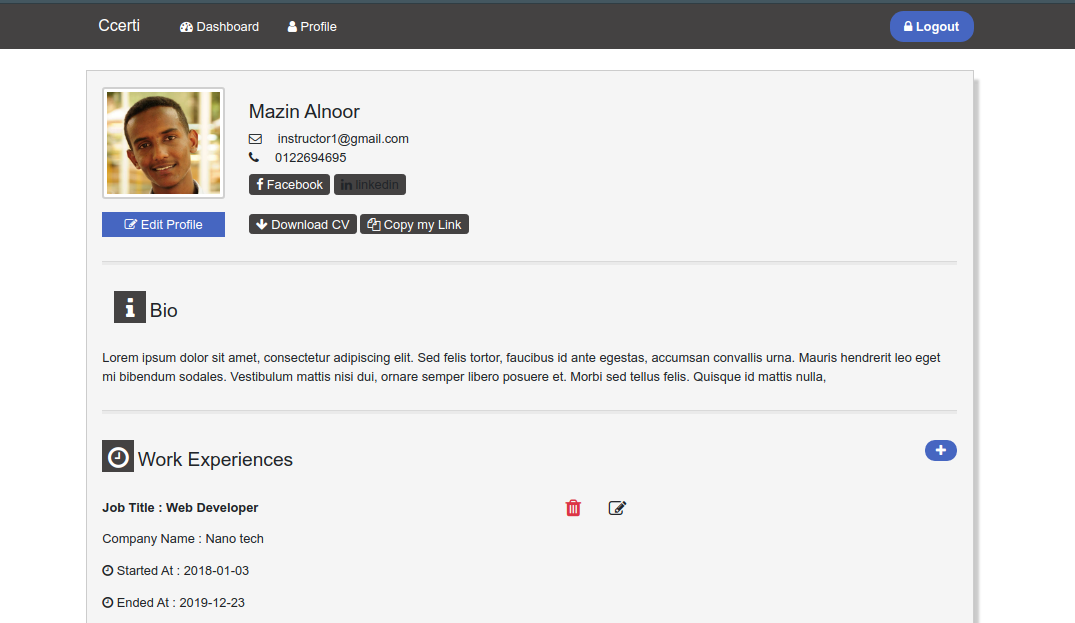 Ccerti Dashboard Profile Logout
Mazin Alnoor
instructor1@gmail.com
0122694695
Facebook linkedin
Edit Profile Download CV Copy my Link
Bio
Lorem ipsum dolor sit amet, consectetur adipiscing elit. Sed felis tortor, faucibus id ante egestas, accumsan convallis urna. Mauris hendrerit leo eget
mi bibendum sodales. Vestibulum mattis nisi dui, ornare semper libero posuere et. Morbi sed tellus felis. Quisque id mattis nulla,
Work Experiences
Job Title : Web Developer
Company Name : Nano tech
Started At : 2018-01-03
Ended At : 2019-12-23